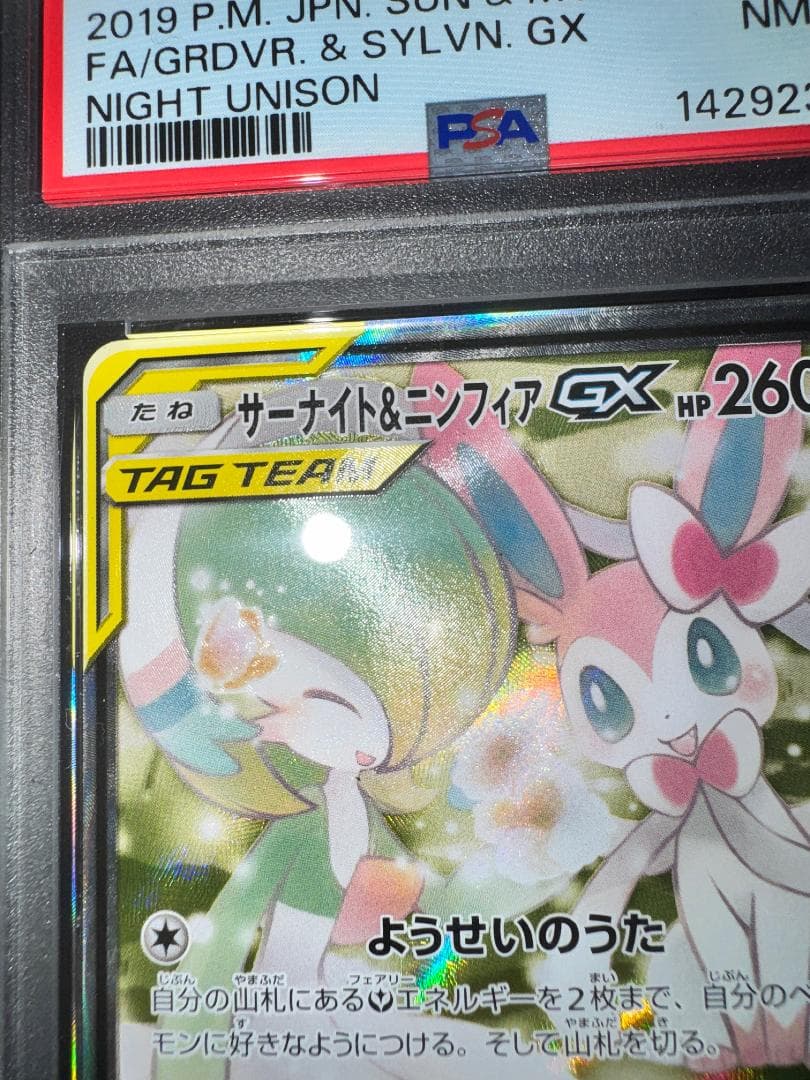 2019 P.M. JPN. SUN &
FA/GRDVR. & SYLVN. GX
NM
NIGHT UNISON
PSA
たね
サーナイト&ニンフィアGX HP260
TAG TEAM
ようせいのうた
自分の山札にあるエネルギーを2枚まで、自分のベ
じぶん やまふだ フェアリー まい じぶん
モンに好きなようにつける。そして山札を切る。
す やまふだ き